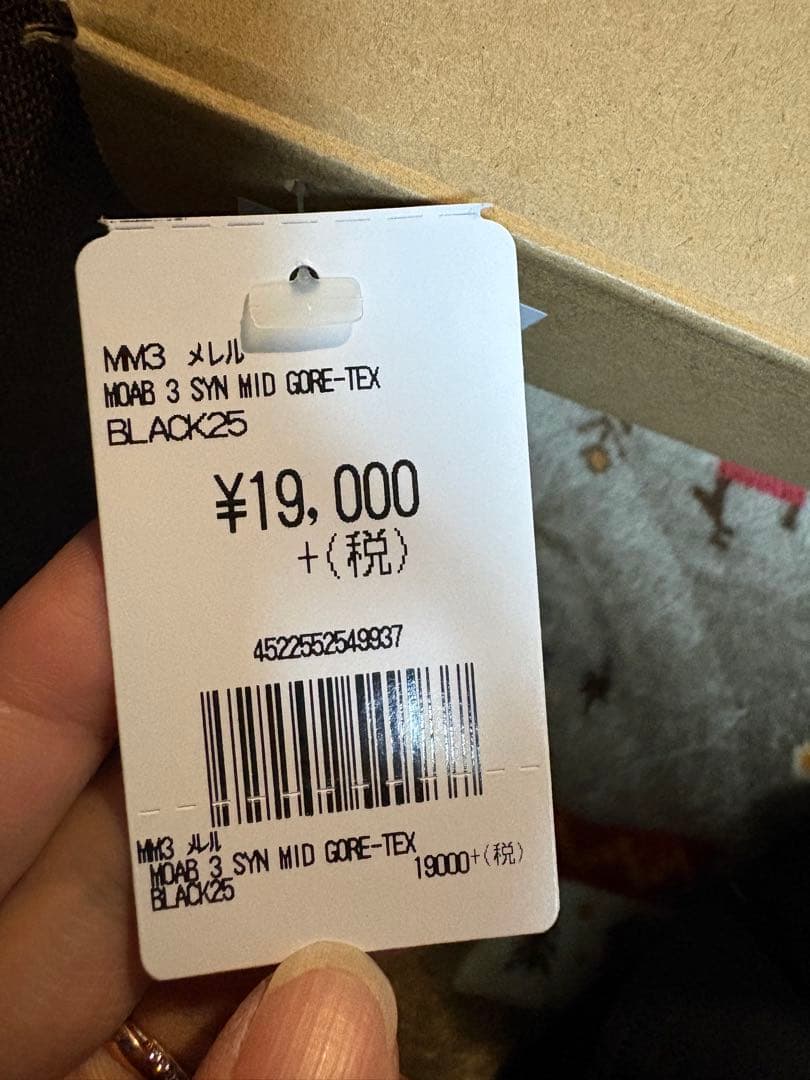 MM3 メレル
MOAB 3 SYN MID GORE-TEX
BLACK25
¥19,000
+(税)
4522552549937
MM3 メレル
MOAB 3 SYN MID GORE-TEX
19000+(税)
BLACK25